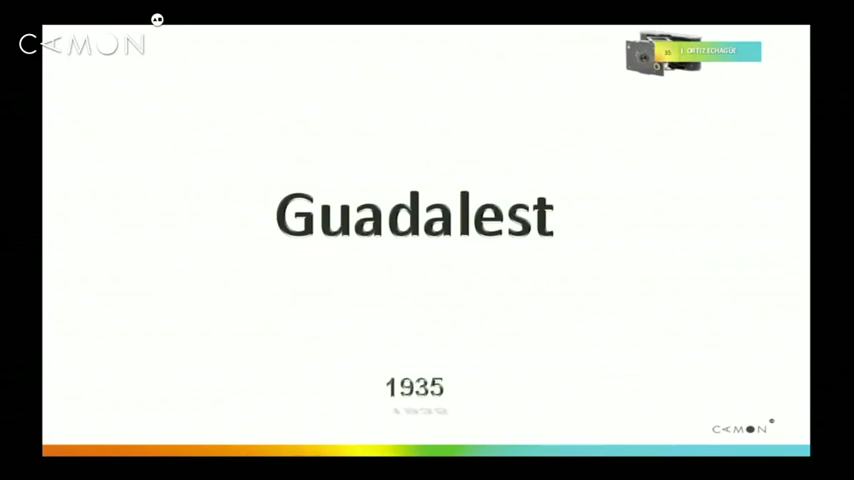 CAMON
J. ORTIZ ECHAGÜE
Guadalest
1935
CAMON